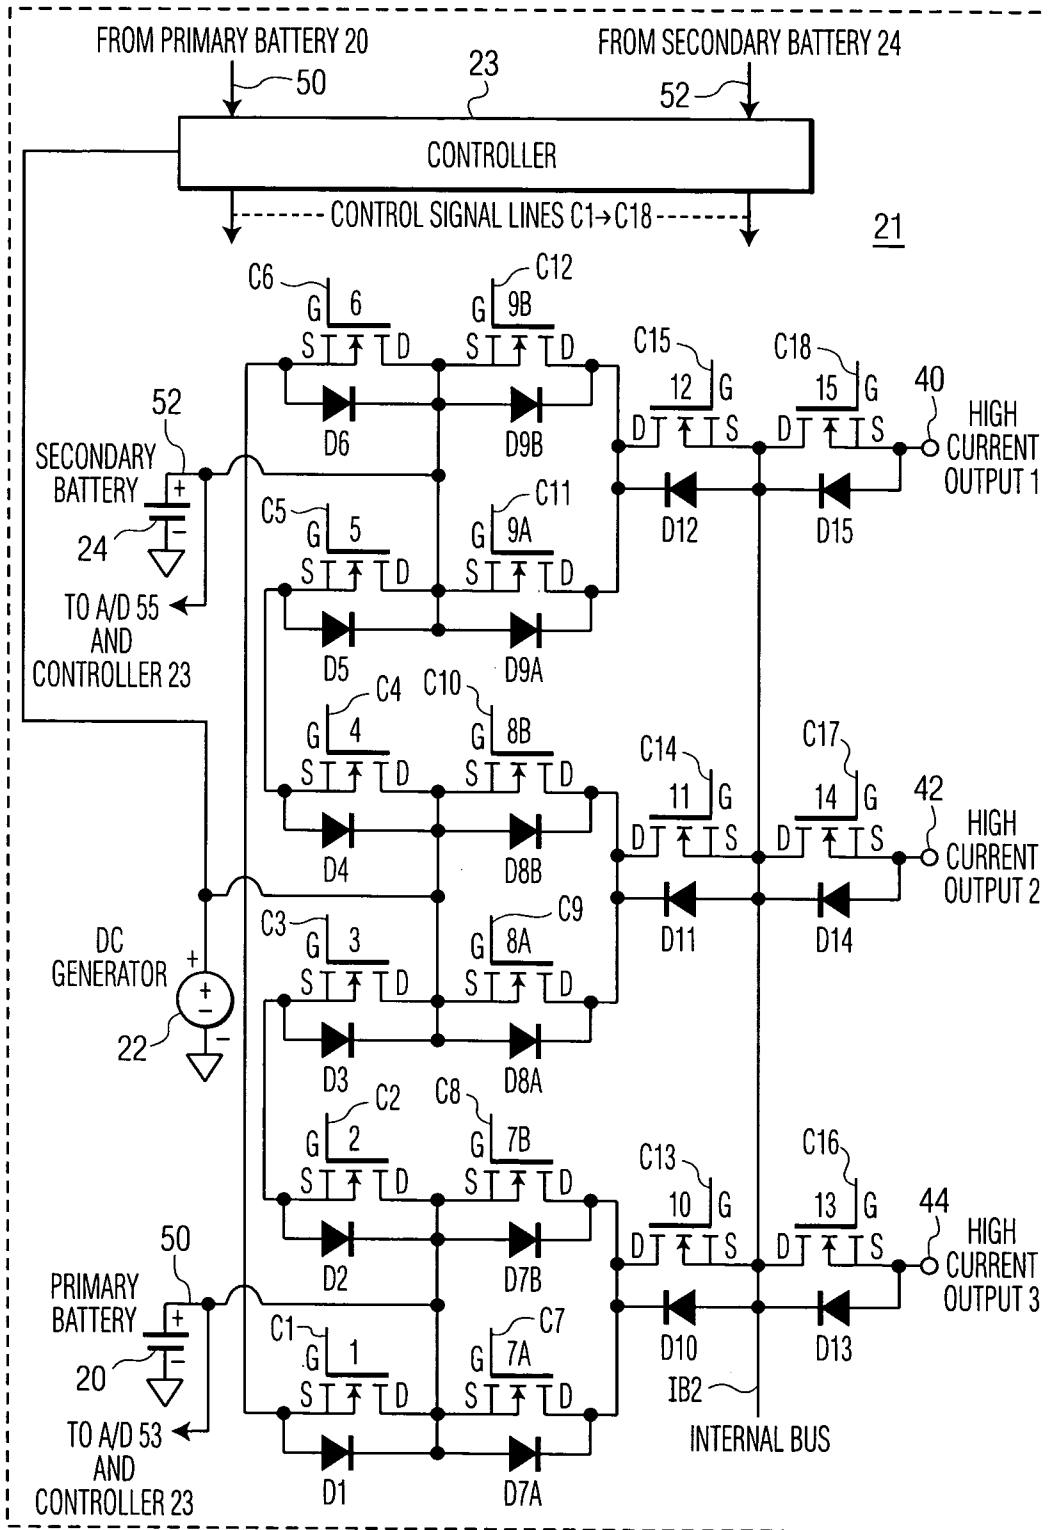 FROM PRIMARY BATTERY 20
FROM SECONDARY BATTERY 24
50
23
52
CONTROLLER
CONTROL SIGNAL LINES C1→C18
21
C6
G
6
S
D
D6
C12
G
9B
S
D
D9B
C15
12
G
D
S
D12
C18
15
G
D
S
D15
40
HIGH
CURRENT
OUTPUT 1
52
SECONDARY
BATTERY
+
−
24
TO A/D 55
AND
CONTROLLER 23
C5
G
5
S
D
D5
C11
G
9A
S
D
D9A
C4
G
4
S
D
D4
C10
G
8B
S
D
D8B
C14
11
G
D
S
D11
C17
14
G
D
S
D14
42
HIGH
CURRENT
OUTPUT 2
DC
GENERATOR
+
+
−
−
22
C3
G
3
S
D
D3
C9
G
8A
S
D
D8A
C2
G
2
S
D
D2
C8
G
7B
S
D
D7B
C13
10
G
D
S
D10
C16
13
G
D
S
D13
44
HIGH
CURRENT
OUTPUT 3
50
PRIMARY
BATTERY
+
−
20
TO A/D 53
AND
CONTROLLER 23
C1
G
1
S
D
D1
C7
G
7A
S
D
D7A
IB2
INTERNAL BUS